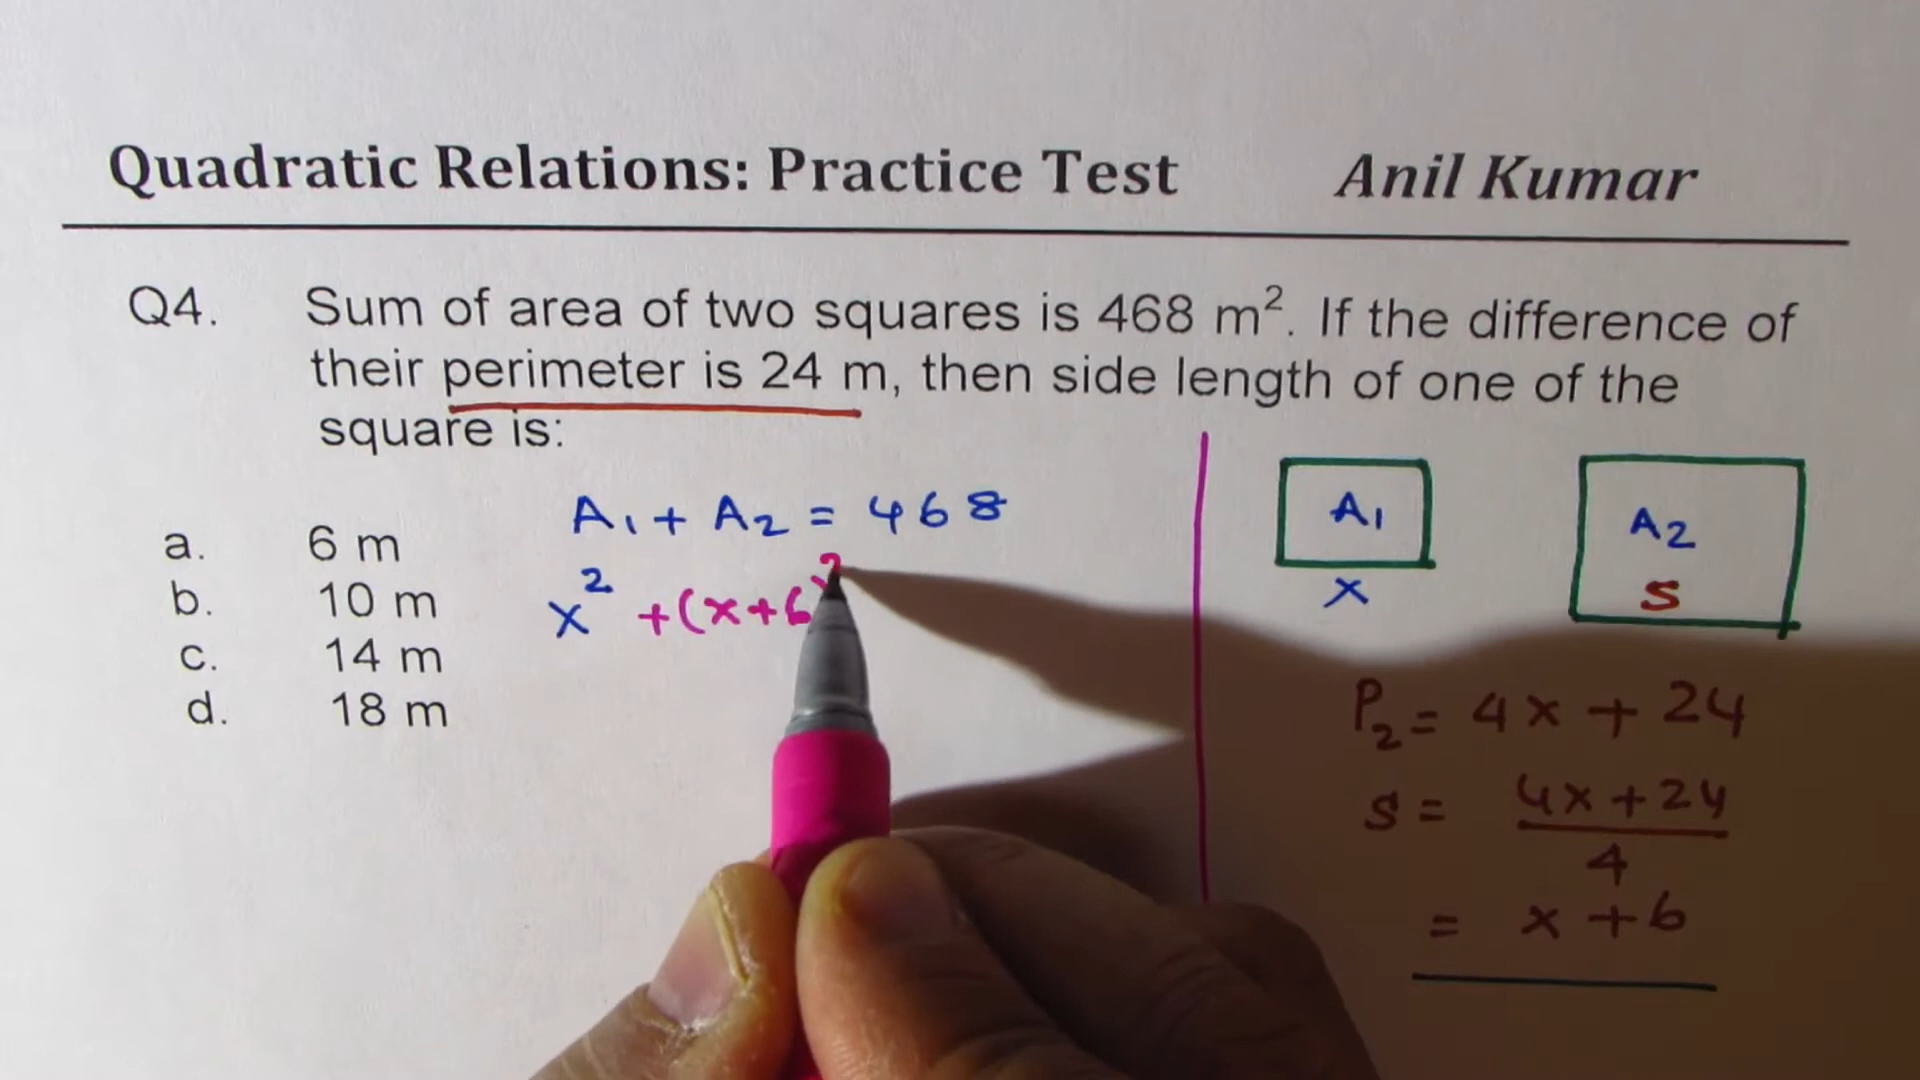 Quadratic Relations: Practice Test Anil Kumar
Q4. Sum of area of two squares is 468 m². If the difference of
their perimeter is 24 m, then side length of one of the
square is:
a. 6 m
b. 10 m
c. 14 m
d. 18 m
A₁ + A₂ = 468
x² + (x+6)²
A₁
x
A₂
S
P₂ = 4x + 24
S = 4x + 24
4
= x + 6